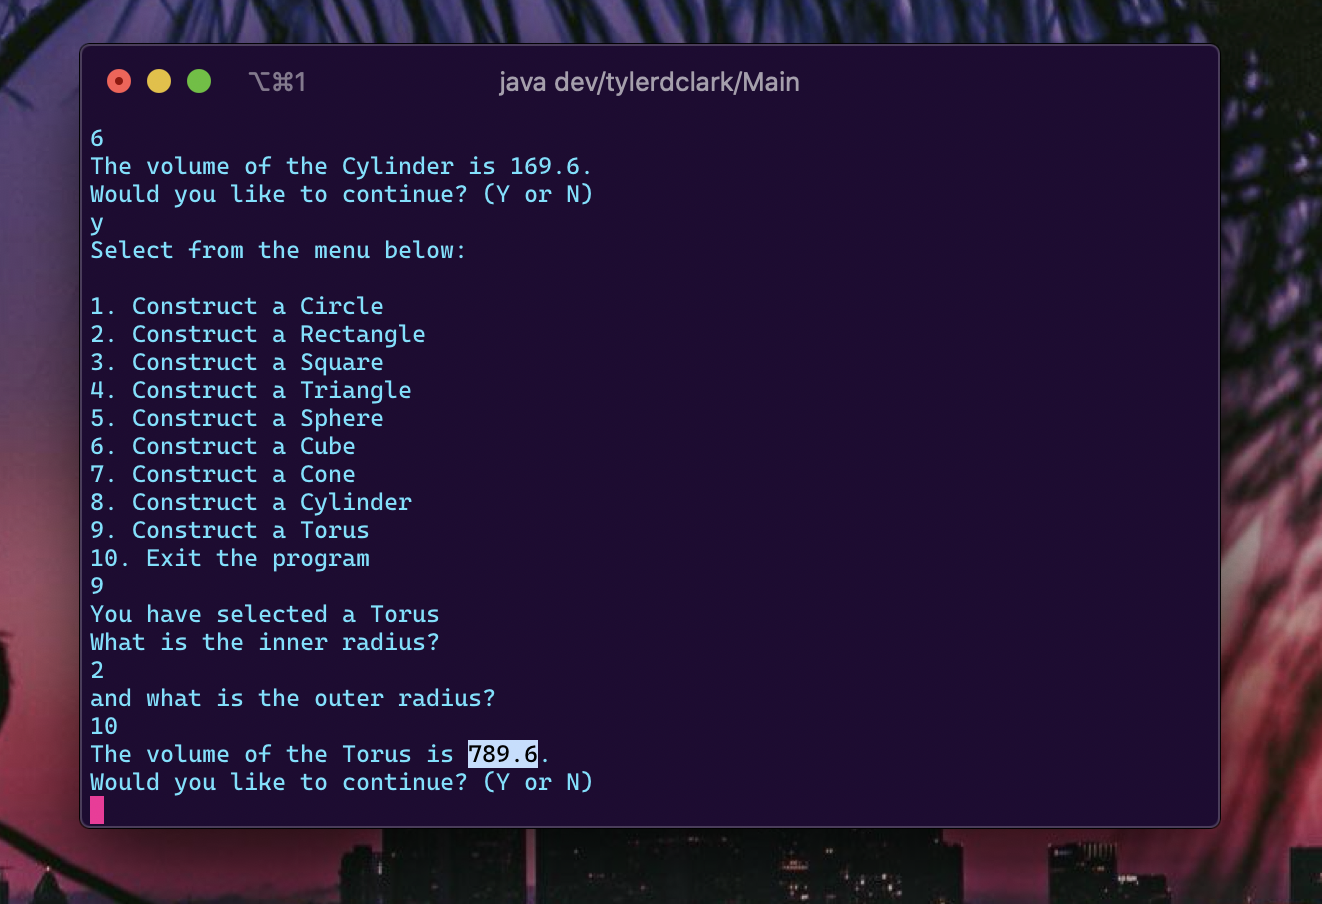 ⌥⌘1
java dev/tylerdclark/Main
6
The volume of the Cylinder is 169.6.
Would you like to continue? (Y or N)
y
Select from the menu below:
1. Construct a Circle
2. Construct a Rectangle
3. Construct a Square
4. Construct a Triangle
5. Construct a Sphere
6. Construct a Cube
7. Construct a Cone
8. Construct a Cylinder
9. Construct a Torus
10. Exit the program
9
You have selected a Torus
What is the inner radius?
2
and what is the outer radius?
10
The volume of the Torus is 789.6.
Would you like to continue? (Y or N)